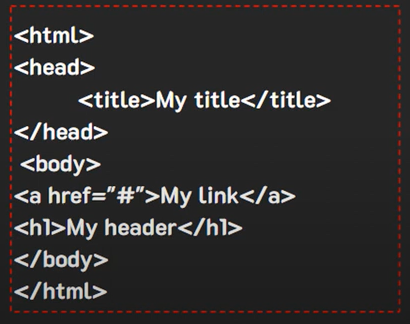 <html>
<head>
<title>My title</title>
</head>
<body>
<a href="#">My link</a>
<h1>My header</h1>
</body>
</html>